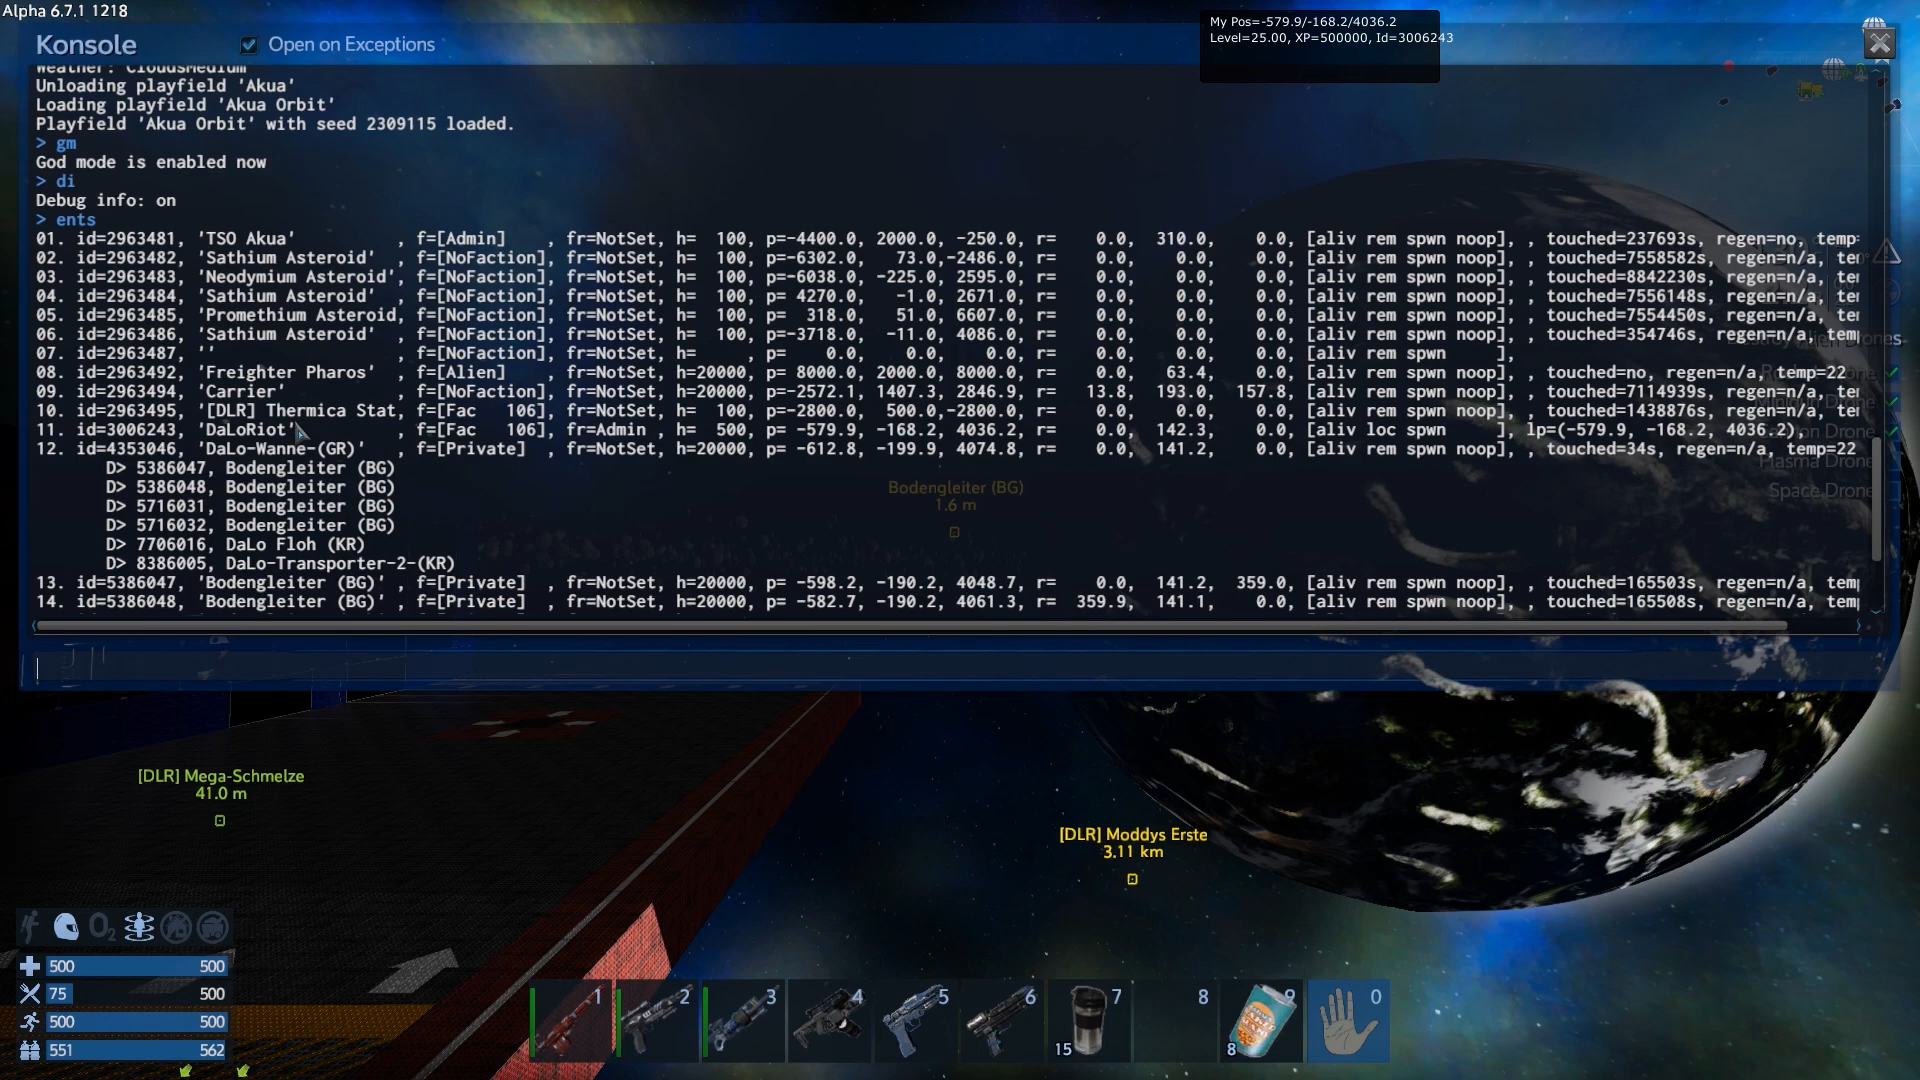 Alpha 6.7.1 1218
My Pos=-579.9/-168.2/4036.2
Level=25.00, XP=500000, Id=3006243
Konsole
Open on Exceptions
Weather: CloudsMedium
Unloading playfield 'Akua'
Loading playfield 'Akua Orbit'
Playfield 'Akua Orbit' with seed 2309115 loaded.
> gm
God mode is enabled now
> di
Debug info: on
> ents
01. id=2963481, 'TSO Akua' , f=[Admin] , fr=NotSet, h= 100, p=-4400.0, 2000.0, -250.0, r= 0.0, 310.0, 0.0, [aliv rem spwn noop], , touched=237693s, regen=no, temp=
02. id=2963482, 'Sathium Asteroid' , f=[NoFaction], fr=NotSet, h= 100, p=-6302.0, 73.0,-2486.0, r= 0.0, 0.0, 0.0, [aliv rem spwn noop], , touched=7558582s, regen=n/a, te
03. id=2963483, 'Neodymium Asteroid', f=[NoFaction], fr=NotSet, h= 100, p=-6038.0, -225.0, 2595.0, r= 0.0, 0.0, 0.0, [aliv rem spwn noop], , touched=8842230s, regen=n/a, te
04. id=2963484, 'Sathium Asteroid' , f=[NoFaction], fr=NotSet, h= 100, p= 4270.0, -1.0, 2671.0, r= 0.0, 0.0, 0.0, [aliv rem spwn noop], , touched=7556148s, regen=n/a, te
05. id=2963485, 'Promethium Asteroid, f=[NoFaction], fr=NotSet, h= 100, p= 318.0, 51.0, 6607.0, r= 0.0, 0.0, 0.0, [aliv rem spwn noop], , touched=7554450s, regen=n/a, te
06. id=2963486, 'Sathium Asteroid' , f=[NoFaction], fr=NotSet, h= 100, p=-3718.0, -11.0, 4086.0, r= 0.0, 0.0, 0.0, [aliv rem spwn noop], , touched=354746s, regen=n/a, tem
07. id=2963487, '' , f=[NoFaction], fr=NotSet, h= , p= 0.0, 0.0, 0.0, r= 0.0, 0.0, 0.0, [aliv rem spwn ],
08. id=2963492, 'Freighter Pharos' , f=[Alien] , fr=NotSet, h=20000, p= 8000.0, 2000.0, 8000.0, r= 0.0, 63.4, 0.0, [aliv rem spwn noop], , touched=no, regen=n/a, temp=22
09. id=2963494, 'Carrier' , f=[NoFaction], fr=NotSet, h=20000, p=-2572.1, 1407.3, 2846.9, r= 13.8, 193.0, 157.8, [aliv rem spwn noop], , touched=7114939s, regen=n/a, te
10. id=2963495, '[DLR] Thermica Stat, f=[Fac 106], fr=NotSet, h= 100, p=-2800.0, 500.0,-2800.0, r= 0.0, 0.0, 0.0, [aliv rem spwn noop], , touched=1438876s, regen=n/a, te
11. id=3006243, 'DaLoRiot' , f=[Fac 106], fr=Admin , h= 500, p= -579.9, -168.2, 4036.2, r= 0.0, 142.3, 0.0, [aliv loc spwn ], lp=(-579.9, -168.2, 4036.2),
12. id=4353046, 'DaLo-Wanne-(GR)' , f=[Private] , fr=NotSet, h=20000, p= -612.8, -199.9, 4074.8, r= 0.0, 141.2, 0.0, [aliv rem spwn noop], , touched=34s, regen=n/a, temp=22
D> 5386047, Bodengleiter (BG)
D> 5386048, Bodengleiter (BG)
D> 5716031, Bodengleiter (BG)
D> 5716032, Bodengleiter (BG)
D> 7706016, DaLo Floh (KR)
D> 8386005, DaLo-Transporter-2-(KR)
13. id=5386047, 'Bodengleiter (BG)' , f=[Private] , fr=NotSet, h=20000, p= -598.2, -190.2, 4048.7, r= 0.0, 141.2, 359.0, [aliv rem spwn noop], , touched=165503s, regen=n/a, tem
14. id=5386048, 'Bodengleiter (BG)' , f=[Private] , fr=NotSet, h=20000, p= -582.7, -190.2, 4061.3, r= 359.9, 141.1, 0.0, [aliv rem spwn noop], , touched=165508s, regen=n/a, tem
Drones
Plasma Drone
Space Drone
Bodengleiter (BG)
1.6 m
[DLR] Mega-Schmelze
41.0 m
[DLR] Moddys Erste
3.11 km
O2
500 500
75 500
500 500
551 562
1 2 3 4 5 6 7 8 9 0
15 8